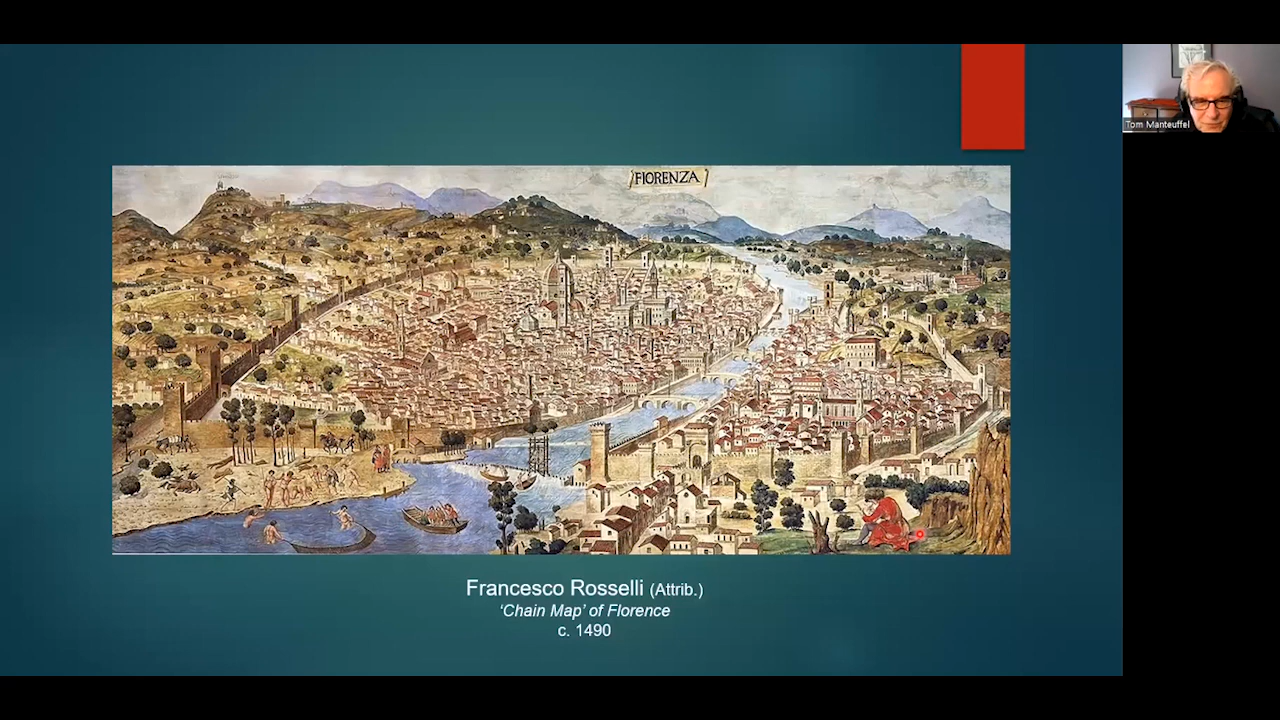 FIORENZA
Tom Manteuffel
Francesco Rosselli (Attrib.)
‘Chain Map’ of Florence
c. 1490